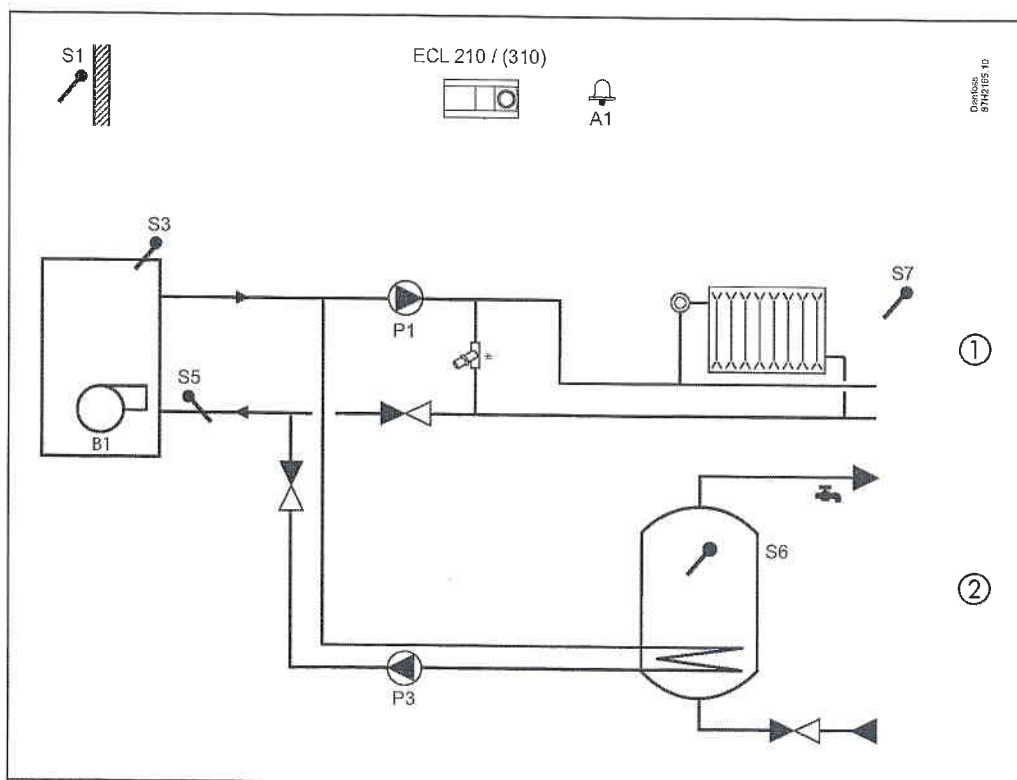 S1
ECL 210 / (310)
A1
Danfoss
87H2165.10
S3
P1
*
S7
1
S5
B1
S6
2
P3